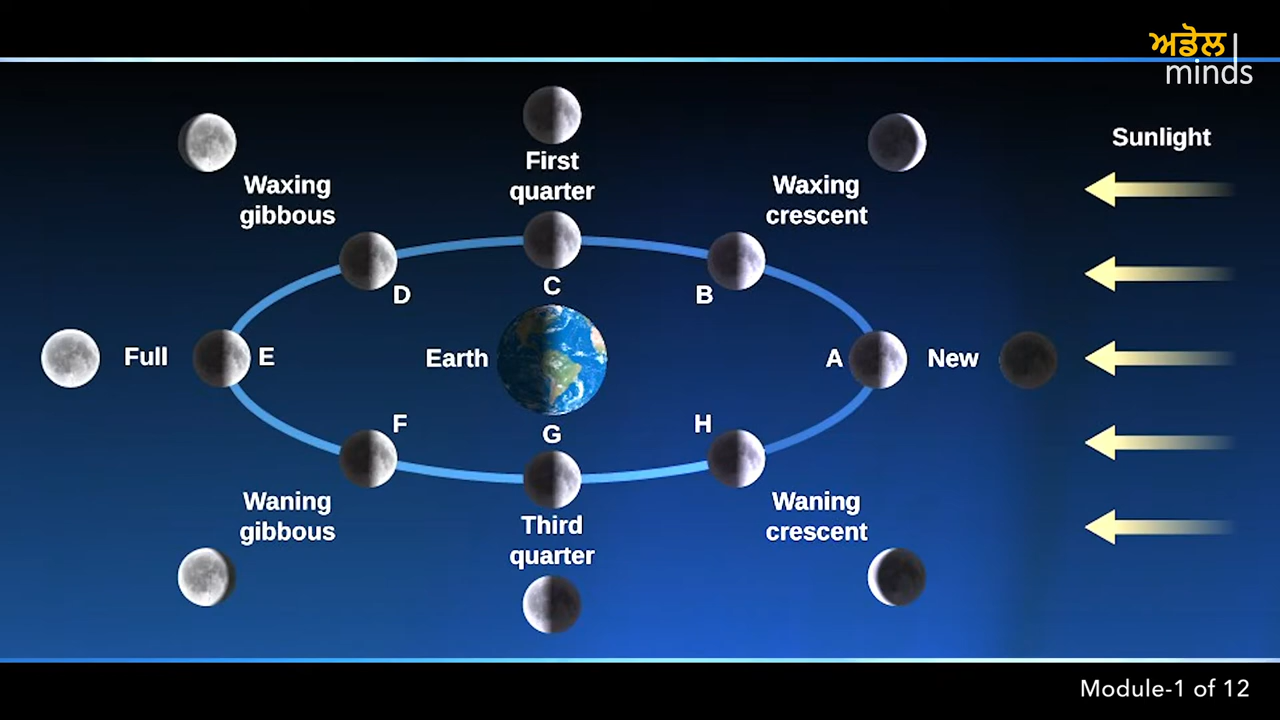 ਅਡੋਲ
minds
Sunlight
First
quarter
Waxing
gibbous
Waxing
crescent
D
C
B
Full
E
Earth
A
New
F
G
H
Waning
gibbous
Third
quarter
Waning
crescent
Module-1 of 12